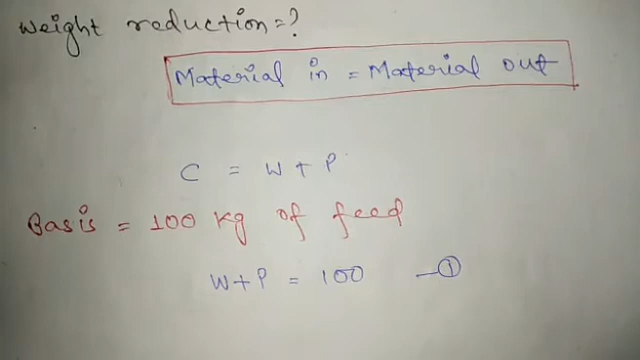 Weight reduction=?
Material in = Material out
C = W + P
Basis = 100 kg of feed
W+P = 100 —①